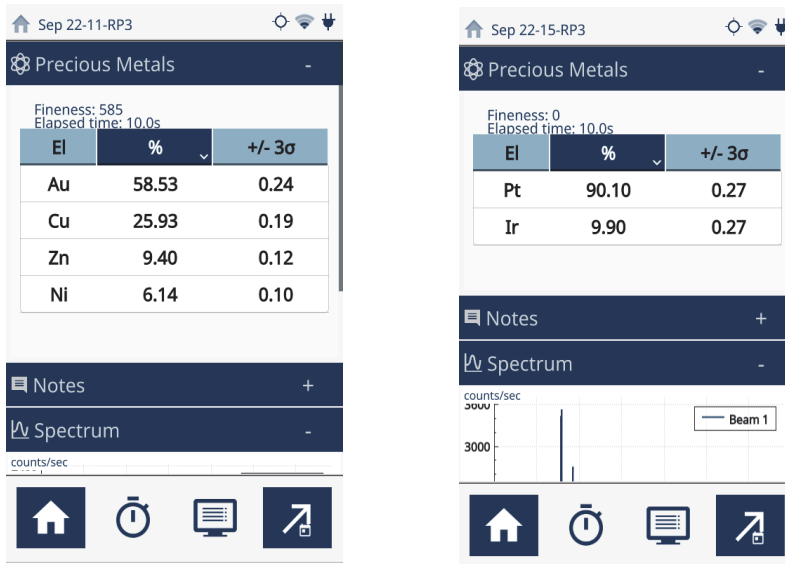 Sep 22-11-RP3
Precious Metals -
Fineness: 585
Elapsed time: 10.0s
El % +/- 3σ
Au 58.53 0.24
Cu 25.93 0.19
Zn 9.40 0.12
Ni 6.14 0.10
Notes +
Spectrum -
counts/sec
Sep 22-15-RP3
Precious Metals -
Fineness: 0
Elapsed time: 10.0s
El % +/- 3σ
Pt 90.10 0.27
Ir 9.90 0.27
Notes +
Spectrum -
counts/sec
3600
Beam 1
3000